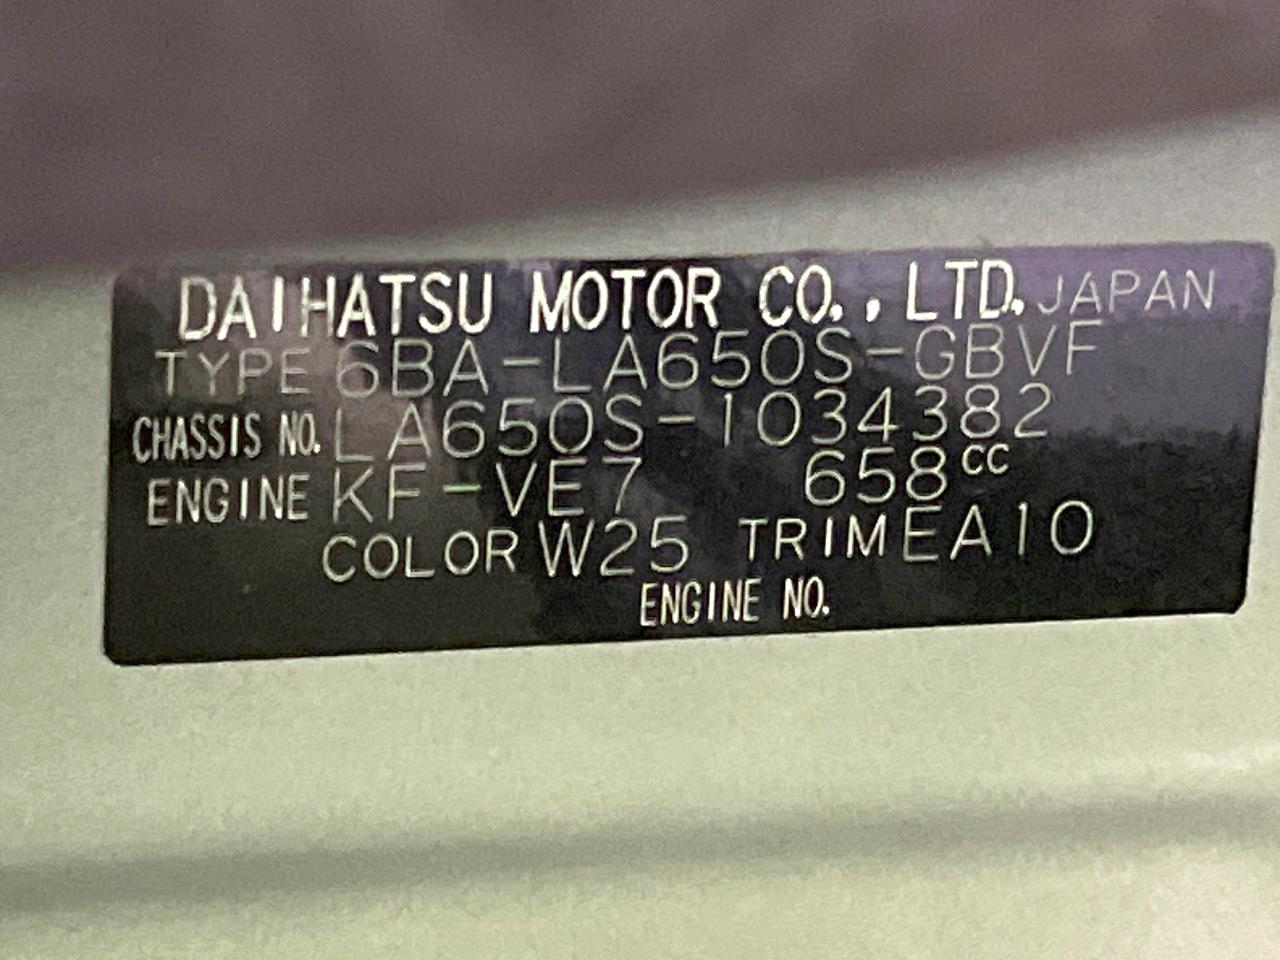 DAIHATSU MOTOR CO., LTD. JAPAN
TYPE 6BA-LA650S-GBVF
CHASSIS NO. LA650S-1034382
ENGINE KF-VE7 658cc
COLOR W25 TRIM EA10
ENGINE NO.